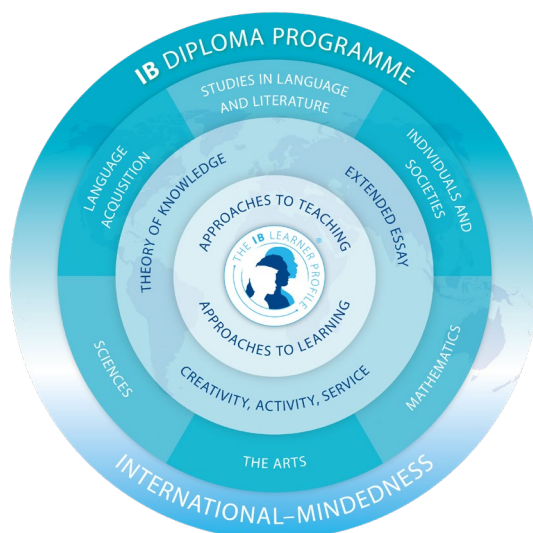 IB DIPLOMA PROGRAMME
STUDIES IN LANGUAGE
AND LITERATURE
LANGUAGE
ACQUISITION
INDIVIDUALS AND
SOCIETIES
THEORY OF KNOWLEDGE
EXTENDED ESSAY
APPROACHES TO TEACHING
THE IB LEARNER PROFILE
®
APPROACHES TO LEARNING
CREATIVITY, ACTIVITY, SERVICE
SCIENCES
MATHEMATICS
THE ARTS
INTERNATIONAL–MINDEDNESS